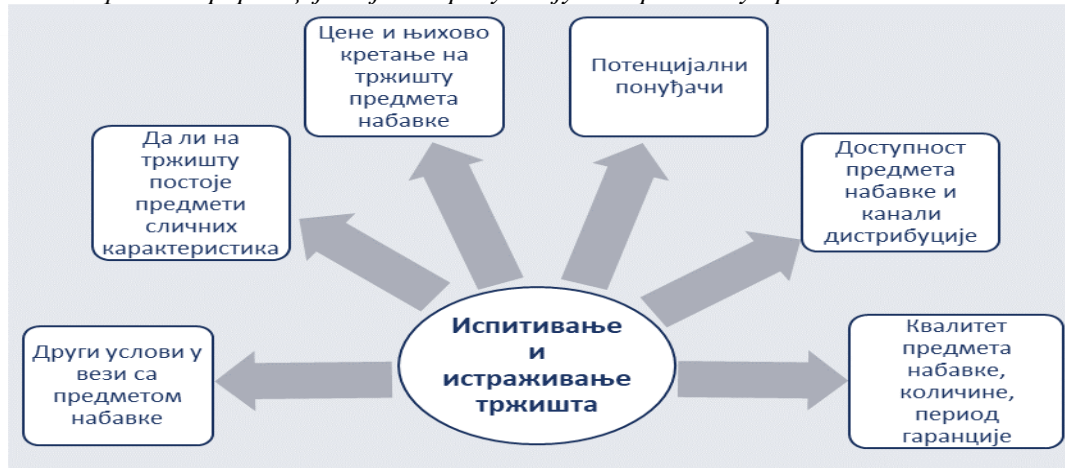 Цене и њихово
кретање на
тржишту
предмета
набавке
Потенцијални
понуђачи
Да ли на
тржишту
постоје
предмети
сличних
карактеристика
Доступност
предмета
набавке и
канали
дистрибуције
Испитивање
и
истраживање
тржишта
Други услови у
вези са
предметом
набавке
Квалитет
предмета
набавке,
количине,
период
гаранције